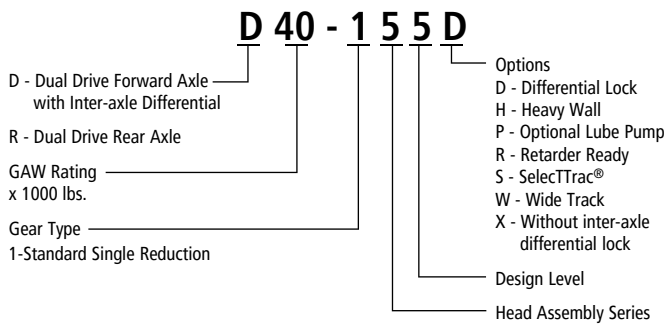 D 40 - 1 5 5 D
D - Dual Drive Forward Axle
with Inter-axle Differential
R - Dual Drive Rear Axle
GAW Rating
x 1000 lbs.
Gear Type
1-Standard Single Reduction
Options
D - Differential Lock
H - Heavy Wall
P - Optional Lube Pump
R - Retarder Ready
S - SelecTTrac®
W - Wide Track
X - Without inter-axle
differential lock
Design Level
Head Assembly Series